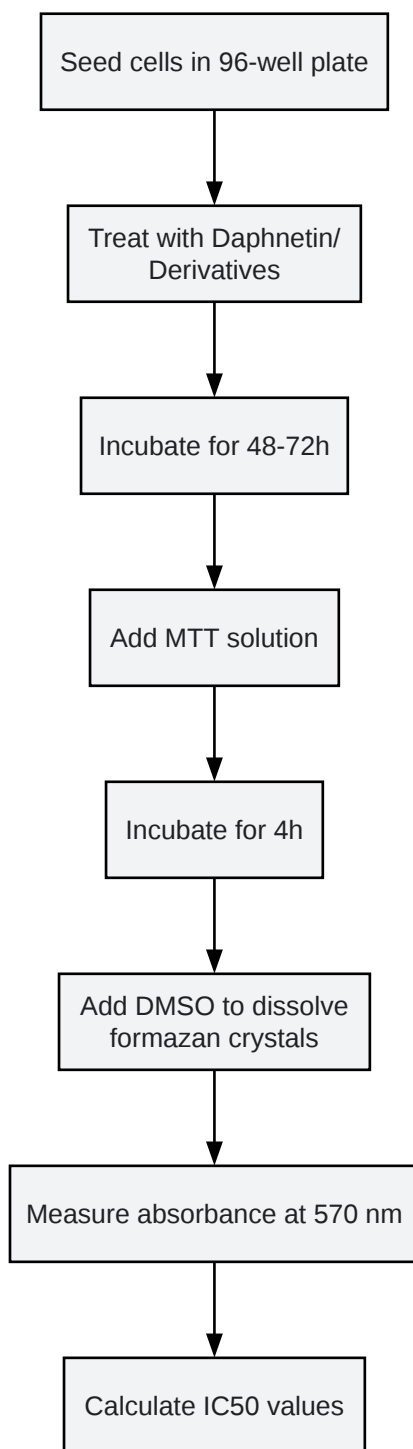 Seed cells in 96-well plate
Treat with Daphnetin/
Derivatives
Incubate for 48-72h
Add MTT solution
Incubate for 4h
Add DMSO to dissolve
formazan crystals
Measure absorbance at 570 nm
Calculate IC50 values